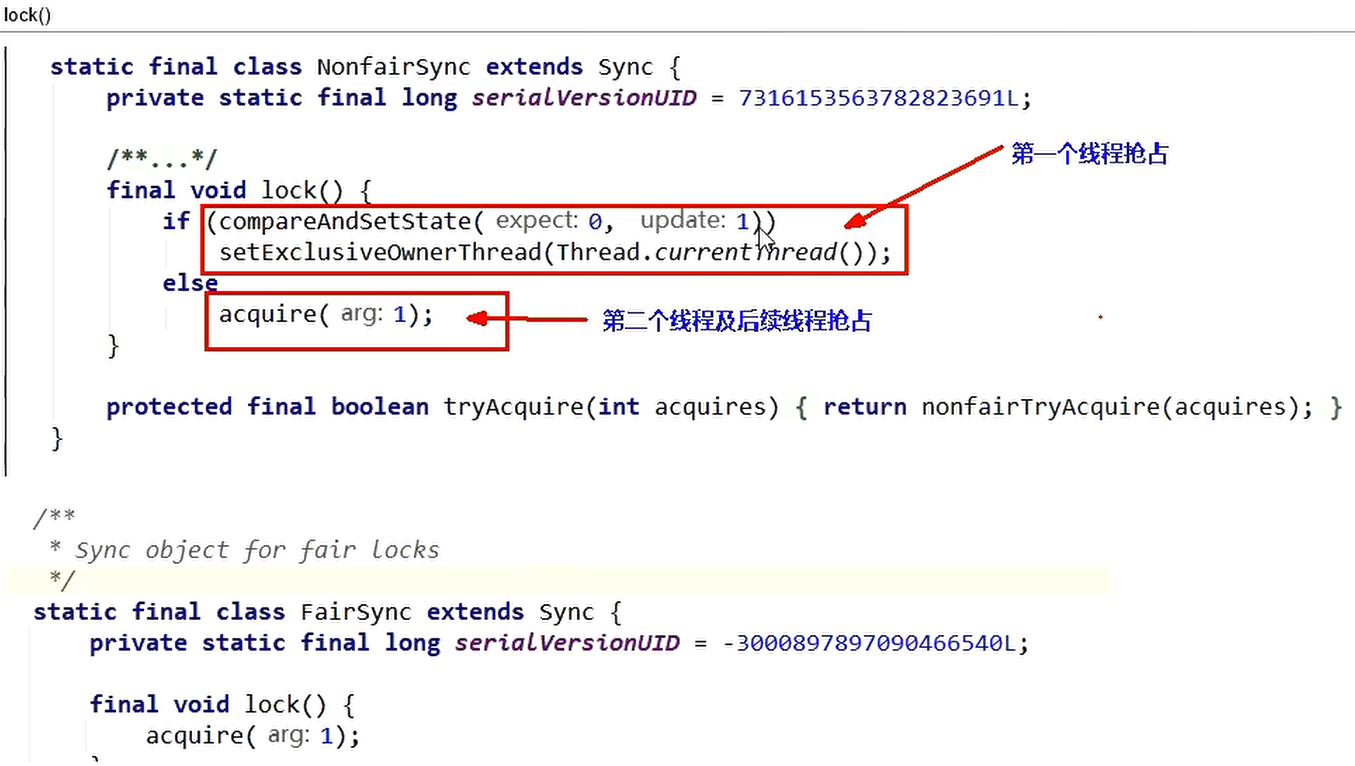 lock()
static final class NonfairSync extends Sync {
private static final long serialVersionUID = 7316153563782823691L;
/**...*/
第一个线程抢占
final void lock() {
if (compareAndSetState( expect: 0, update: 1))
setExclusiveOwnerThread(Thread.currentThread());
else
acquire( arg: 1);
第二个线程及后续线程抢占
}
protected final boolean tryAcquire(int acquires) { return nonfairTryAcquire(acquires); }
}
/**
* Sync object for fair locks
*/
static final class FairSync extends Sync {
private static final long serialVersionUID = -3000897897090466540L;
final void lock() {
acquire( arg: 1);
}